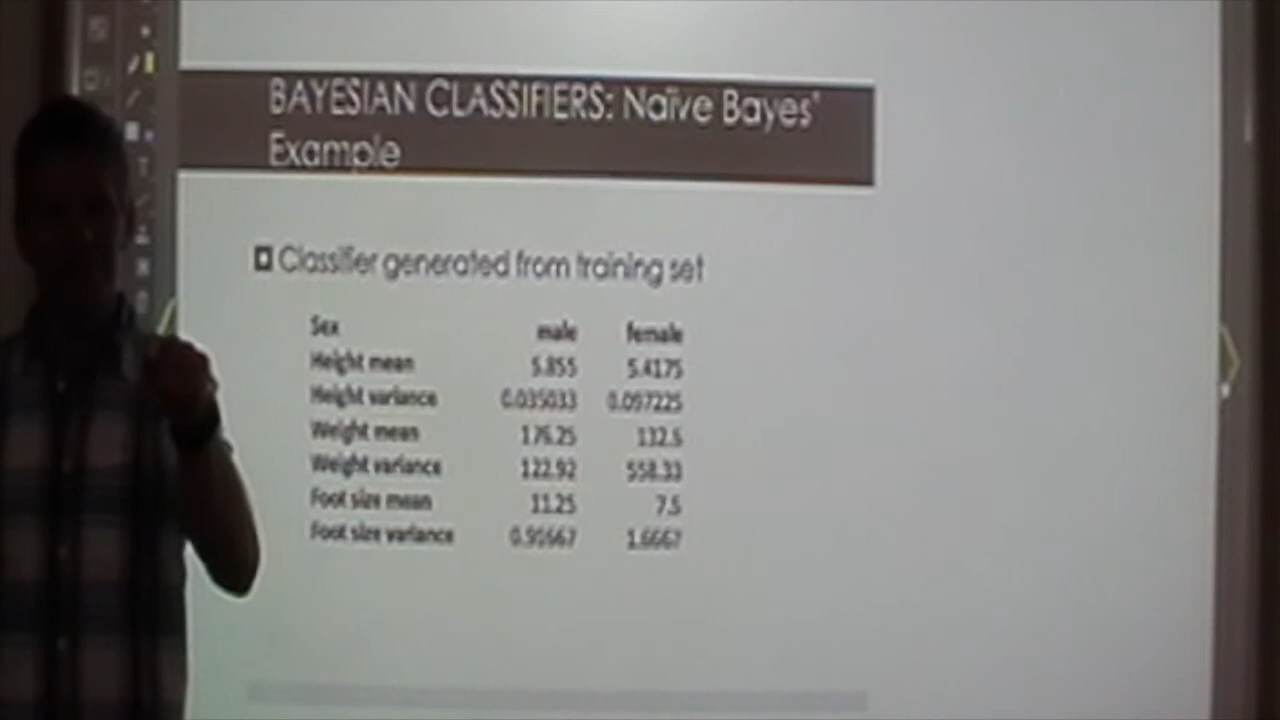 BAYESIAN CLASSIFIERS: Naïve Bayes'
Example
Classifier generated from training set
Sex male female
Height mean 5.855 5.4175
Height variance 0.035033 0.097225
Weight mean 176.25 132.5
Weight variance 122.92 558.33
Foot size mean 11.25 7.5
Foot size variance 0.91667 1.6667